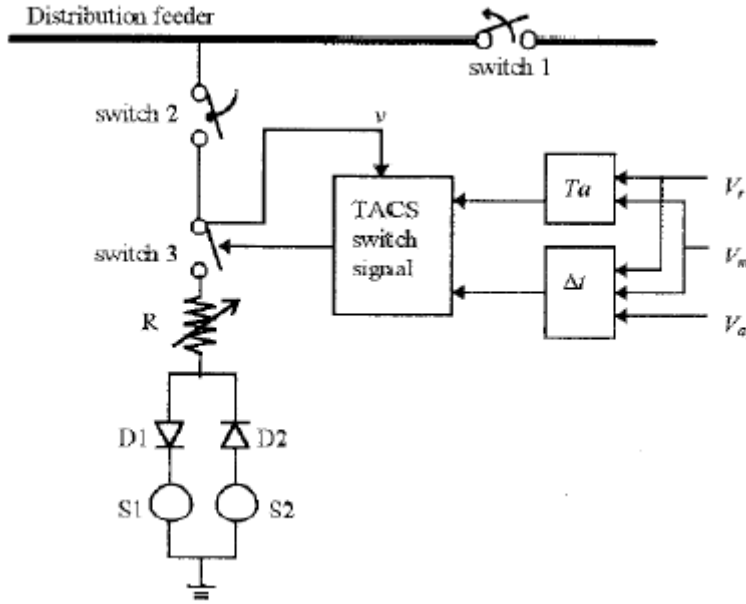 Distribution feeder
switch 1
switch 2
v
TACS
switch
signal
Ta
Vr
switch 3
Vm
Δt
R
Va
D1
D2
S1
S2